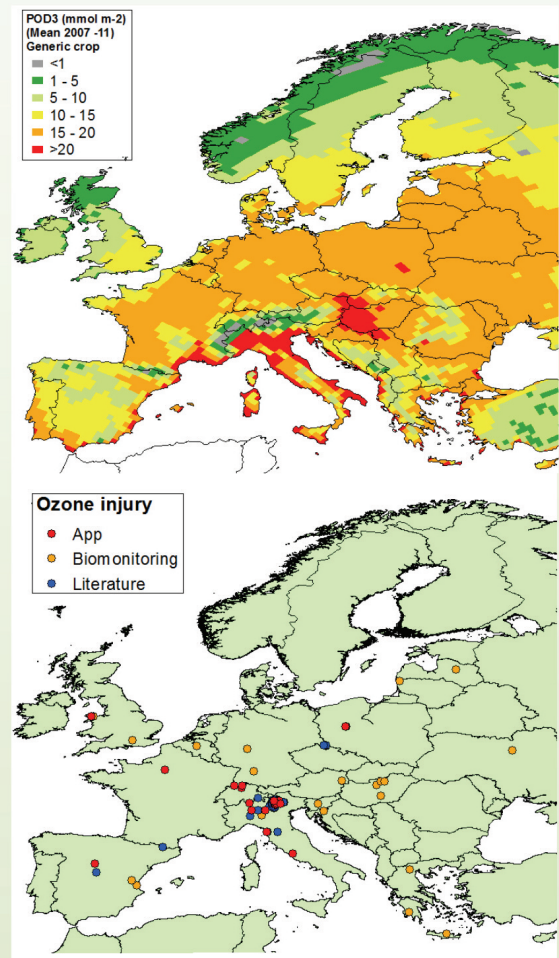 POD3 (mmol m-2)
(Mean 2007 -11)
Generic crop
<1
1 - 5
5 - 10
10 - 15
15 - 20
>20
Ozone injury
App
Biomonitoring
Literature